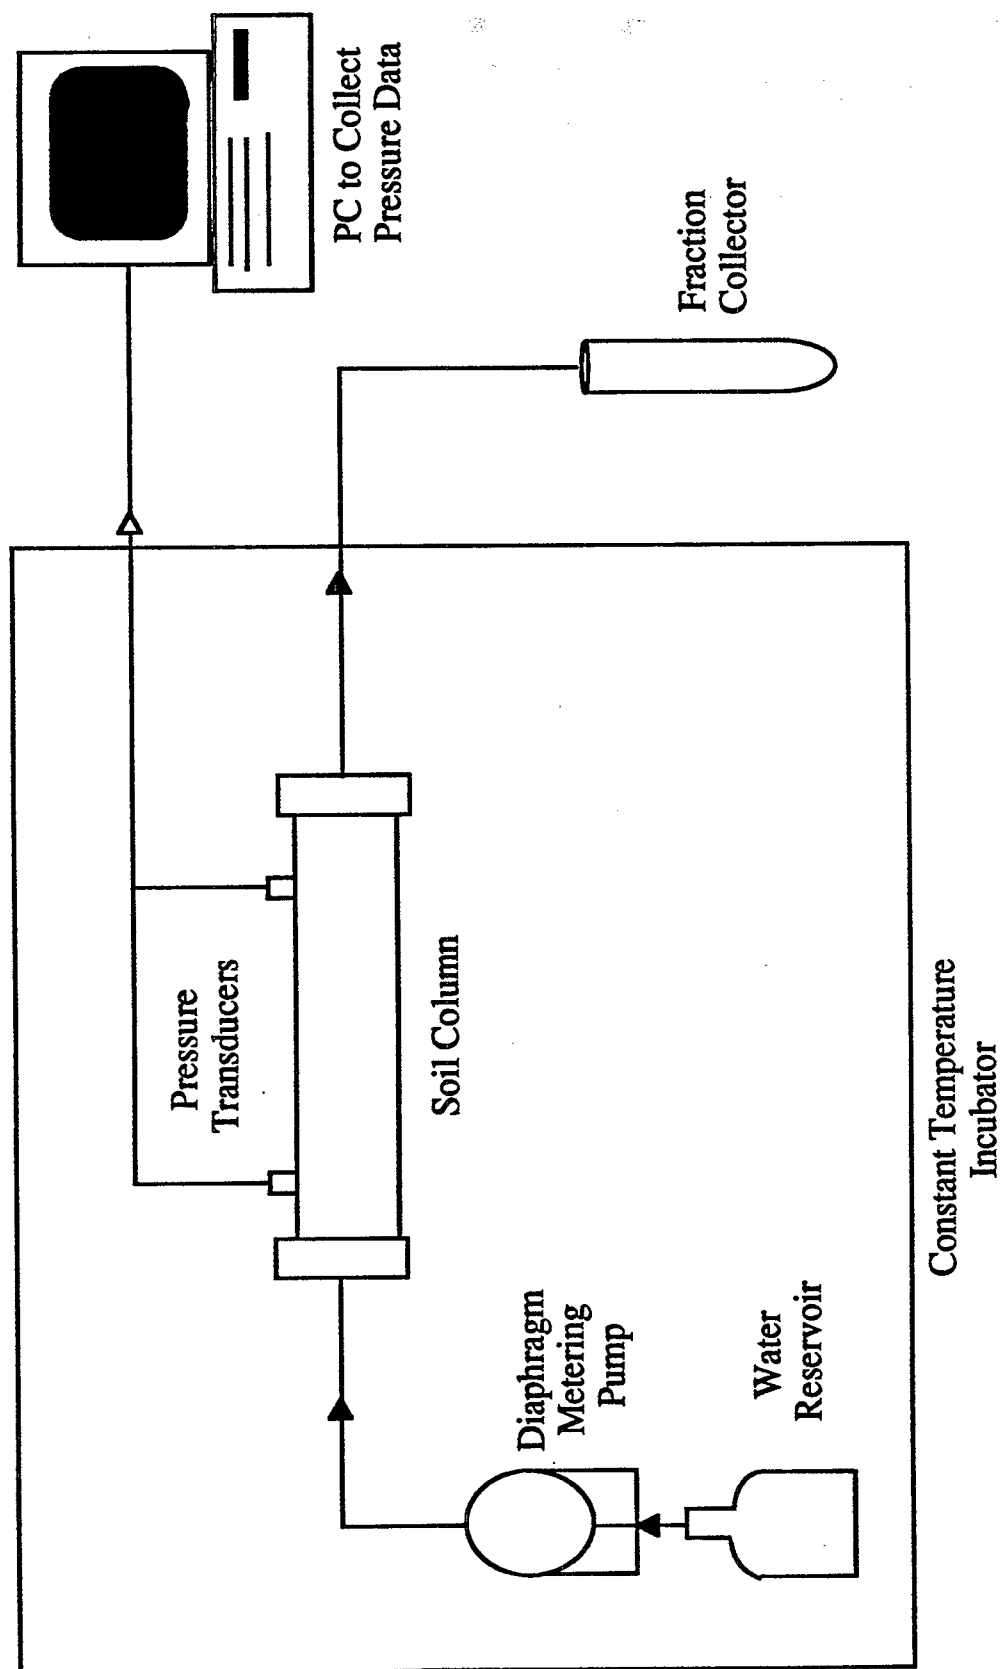 PC to Collect
Pressure Data
Fraction
Collector
Pressure
Transducers
Soil Column
Diaphragm
Metering
Pump
Water
Reservoir
Constant Temperature
Incubator